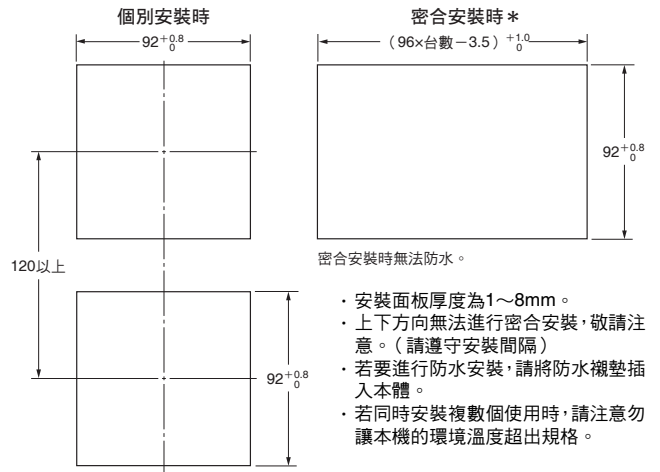 個別安裝時
92 +0.8 0
120以上
92 +0.8 0
密合安裝時＊
（96×台數－3.5） +1.0 0
92 +0.8 0
密合安裝時無法防水。
・安裝面板厚度為1～8mm。
・上下方向無法進行密合安裝，敬請注
意。（請遵守安裝間隔）
・若要進行防水安裝，請將防水襯墊插
入本體。
・若同時安裝複數個使用時，請注意勿
讓本機的環境溫度超出規格。